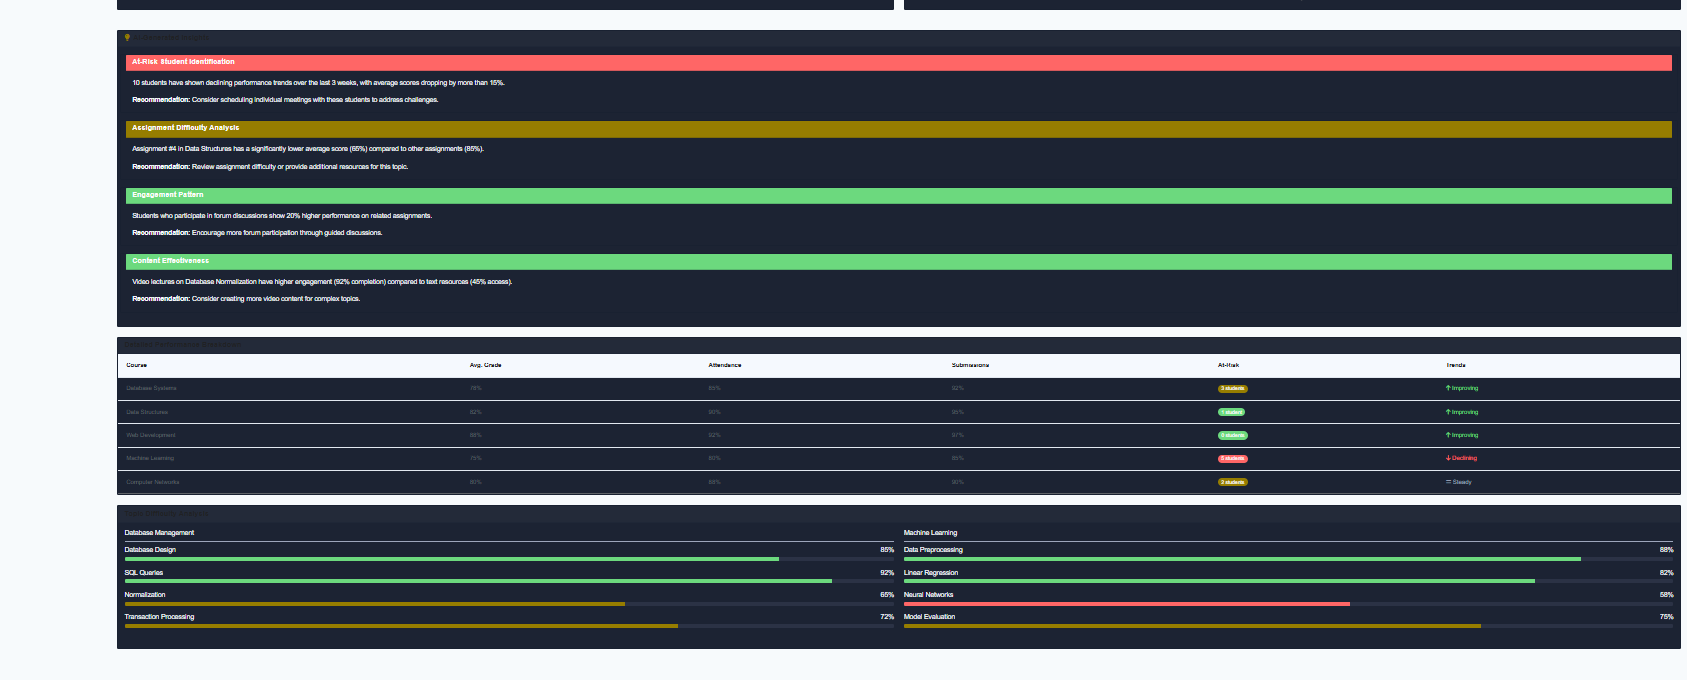 At-Risk Student Identification
10 students have shown declining performance trends over the last 3 weeks, with average scores dropping by more than 15%.
Recommendation: Consider scheduling individual meetings with these students to address challenges.
Assignment Difficulty Analysis
Assignment #4 in Data Structures has a significantly lower average score (65%) compared to other assignments (85%).
Recommendation: Review assignment difficulty or provide additional resources for this topic.
Engagement Pattern
Students who participate in forum discussions show 20% higher performance on related assignments.
Recommendation: Encourage more forum participation through guided discussions.
Content Effectiveness
Video lectures on Database Normalization have higher engagement (92% completion) compared to text resources (45% access).
Recommendation: Consider creating more video content for complex topics.
Course Avg. Grade Attendance Submissions At-Risk Trends
Database Systems 78% 85% 92% 3 students Improving
Data Structures 82% 90% 95% 1 student Improving
Web Development 88% 92% 97% students Improving
Machine Learning 75% 85% 5 students Declining
Computer Networks 80% 88% 90% students Steady
Database Management
Database Design 85%
SQL Queries 92%
Normalization 65%
Transaction Processing 72%
Machine Learning
Data Preprocessing 88%
Linear Regression 82%
Neural Networks 58%
Model Evaluation 75%